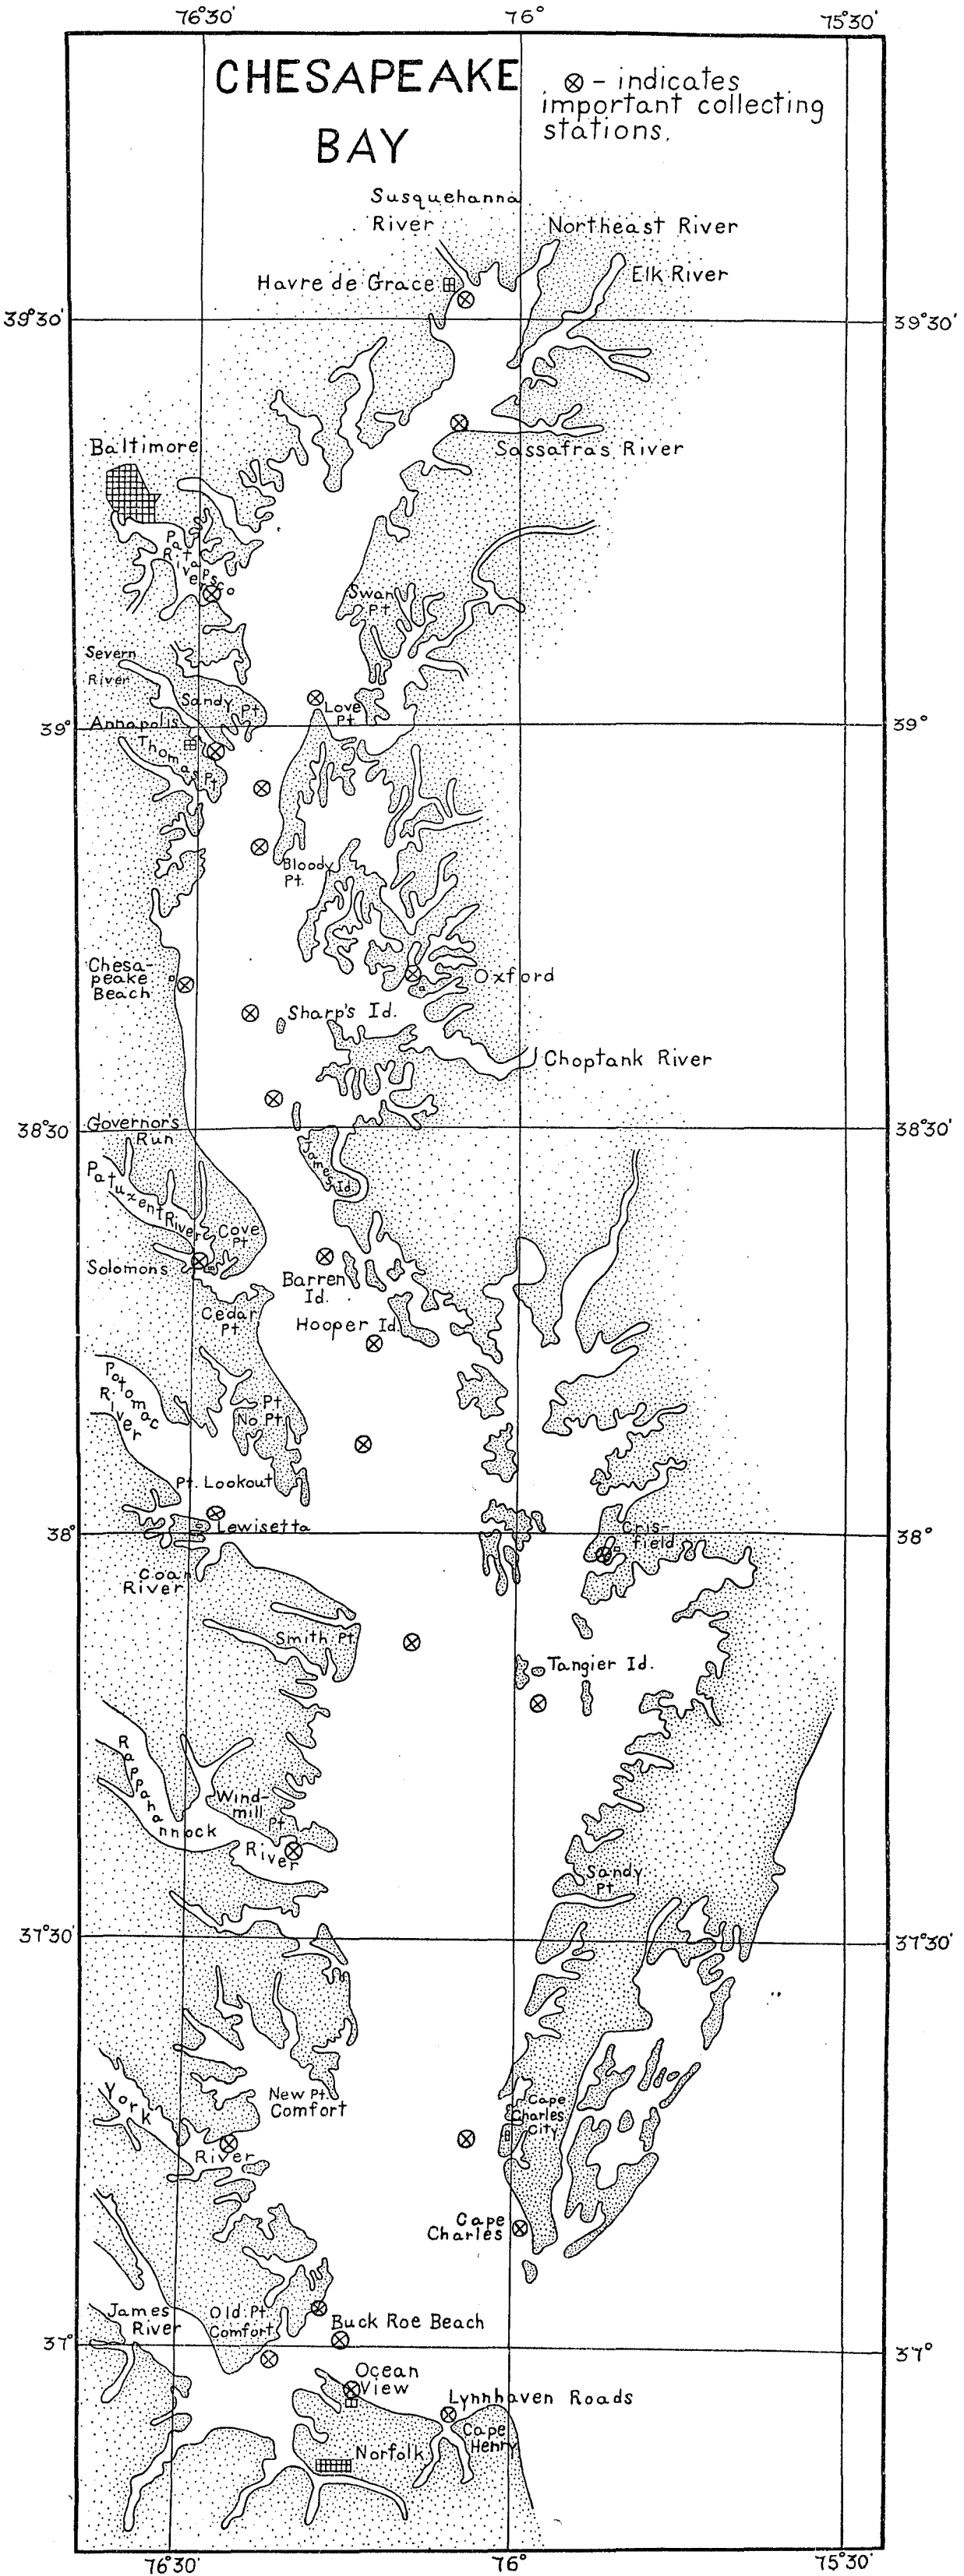 76°30'
76°
75°30'
CHESAPEAKE
BAY
⊗ – indicates
important collecting
stations.
Susquehanna
River
Northeast River
Elk River
Havre de Grace
39°30'
39°30'
Sassafras River
Baltimore
Patapsco
River
Swan
Pt.
Severn
River
Sandy Pt.
Love
Pt.
Annapolis
39°
39°
Thomas Pt.
Bloody
Pt.
Chesa-
peake
Beach
Oxford
Sharp's Id.
Choptank River
Governor's
Run
38°30'
38°30'
James Id.
Patuxent River
Cove
Pt.
Solomons
Barren
Id.
Cedar
Pt.
Hooper Id.
Potomac
River
Pt.
No Pt.
Pt. Lookout
Lewisetta
38°
38°
Cris-
field
Coan
River
Smith Pt.
Tangier Id.
Rappahannock
River
Wind-
mill
Pt.
Sandy
Pt.
37°30'
37°30'
New Pt.
Comfort
York
River
Cape
Charles
City
Cape
Charles
James
River
Old Pt.
Comfort
Buck Roe Beach
37°
37°
Ocean
View
Lynnhaven Roads
Cape
Henry
Norfolk
76°30'
76°
75°30'